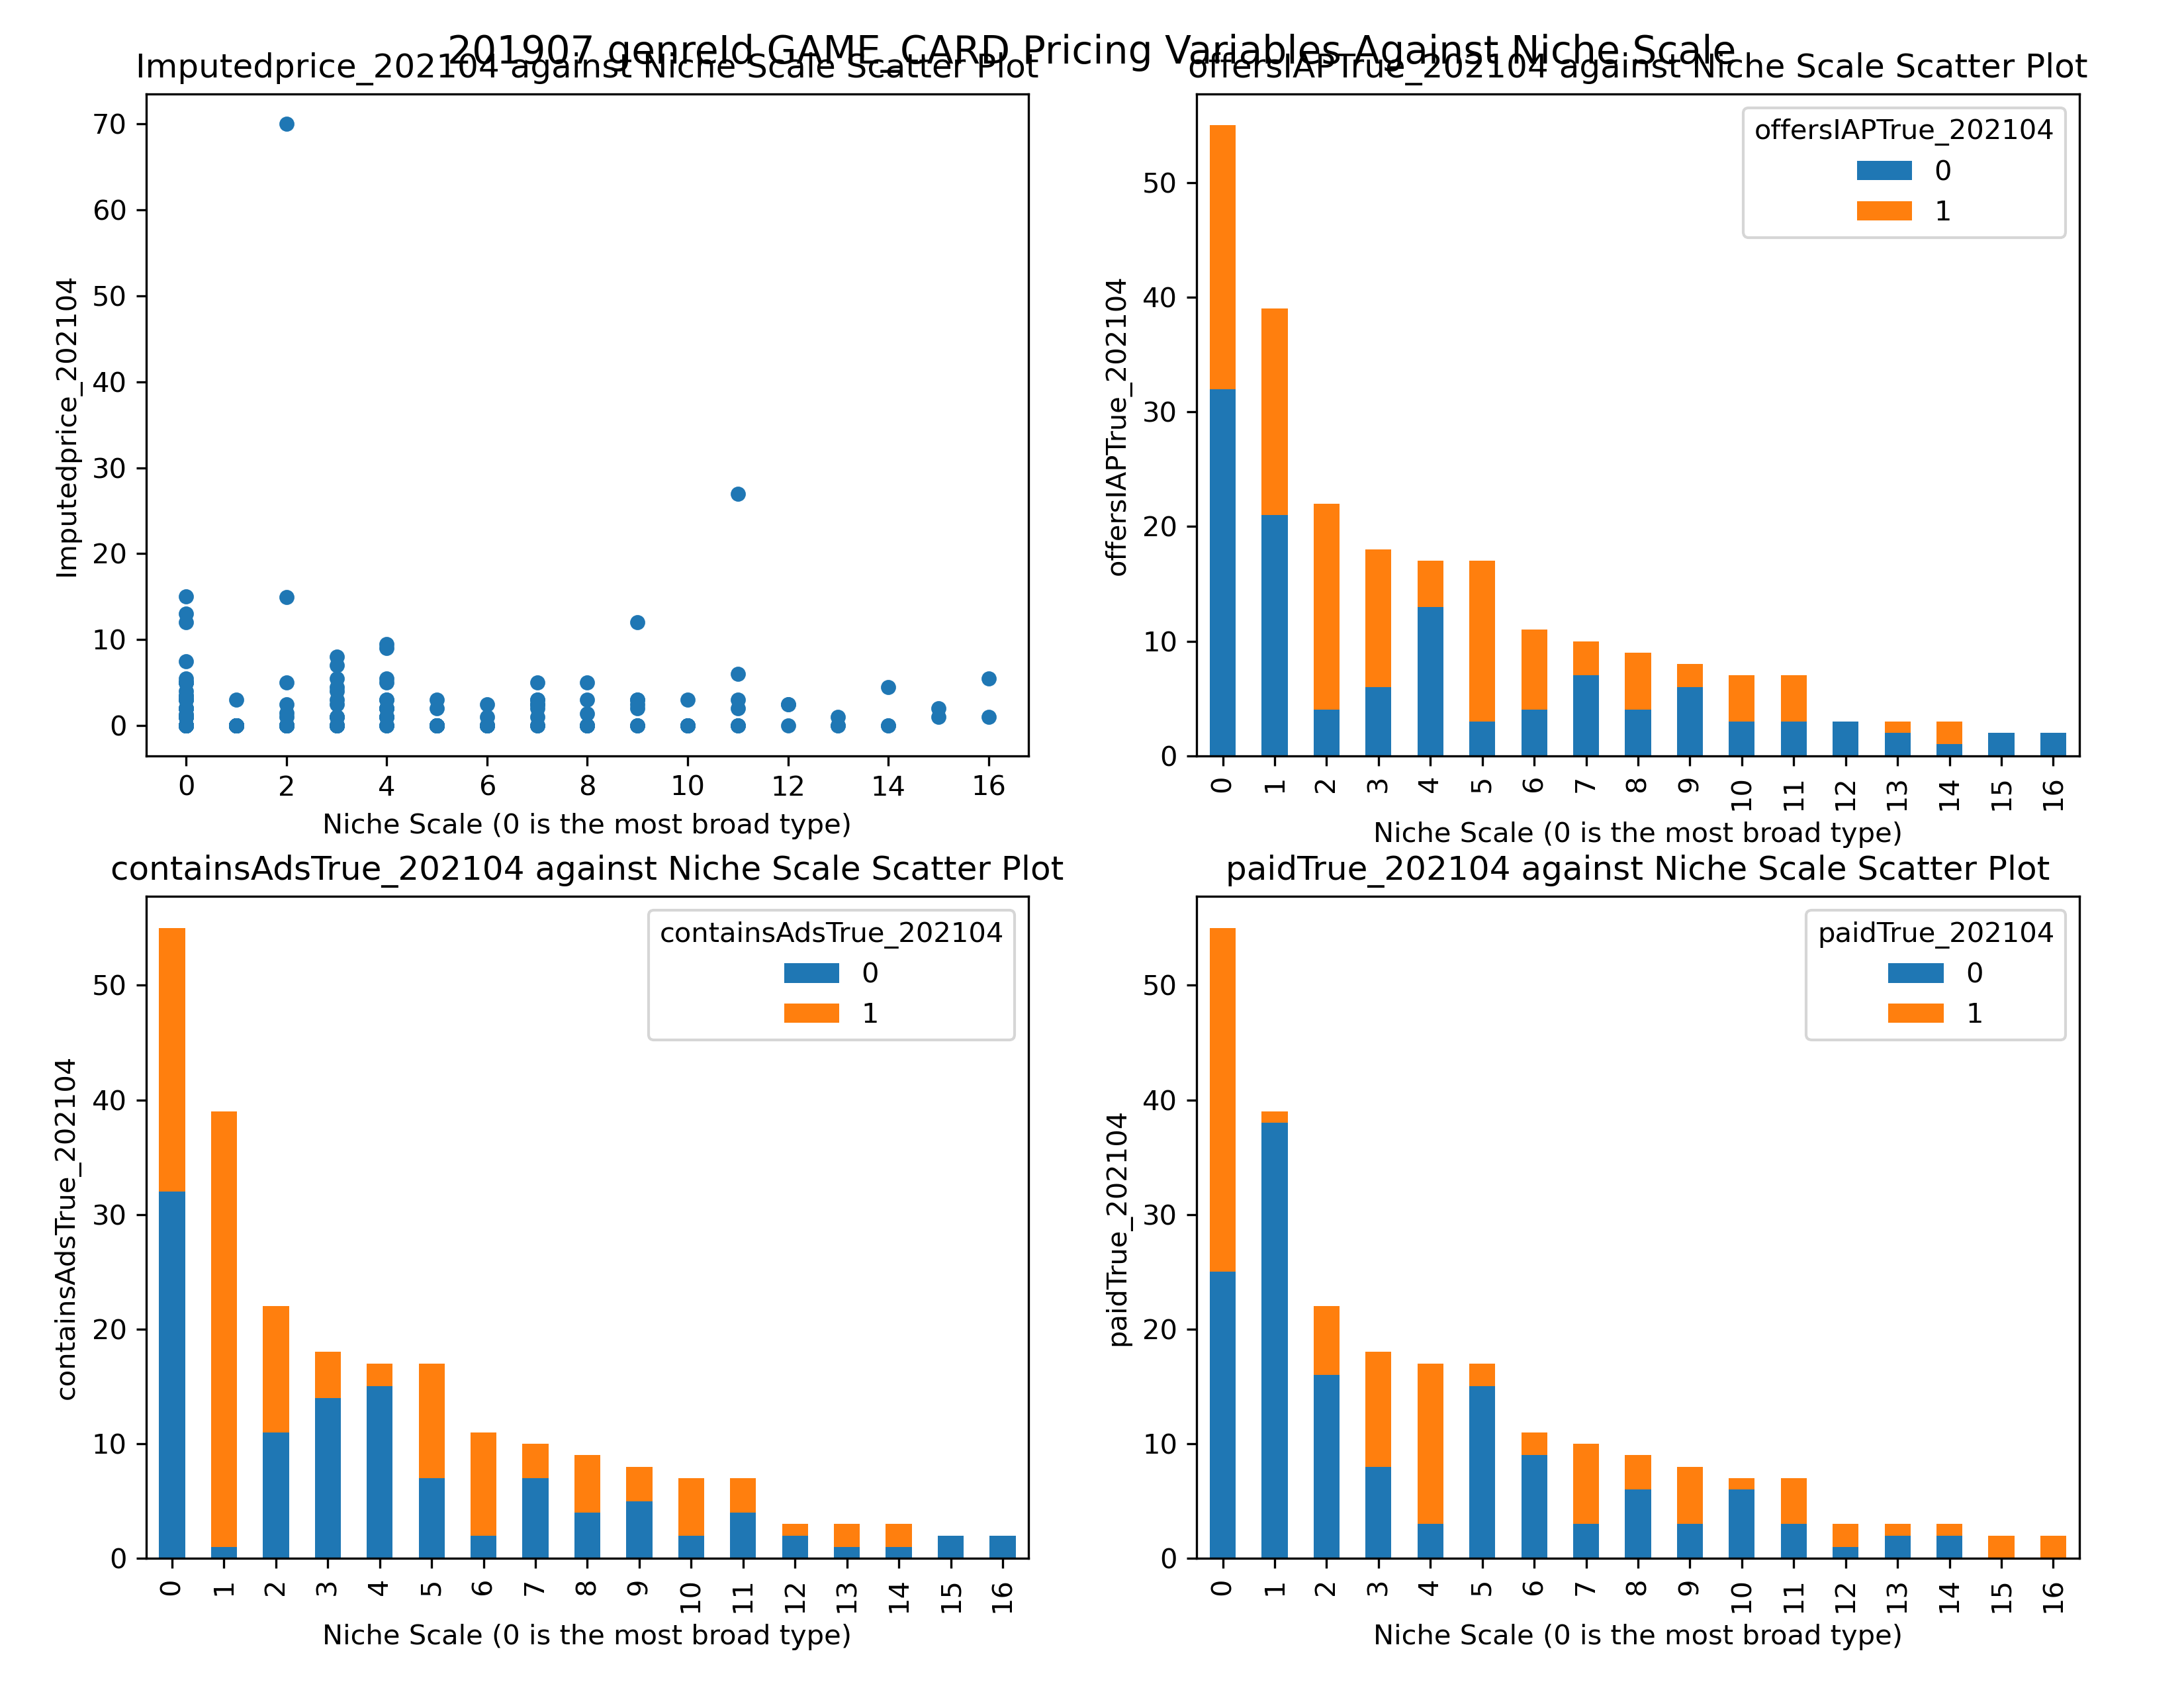 201907 genreId GAME_CARD Pricing Variables Against Niche Scale
Imputedprice_202104 against Niche Scale Scatter Plot
Imputedprice_202104
70
60
50
40
30
20
10
0
0 2 4 6 8 10 12 14 16
Niche Scale (0 is the most broad type)
offersIAPTrue_202104 against Niche Scale Scatter Plot
offersIAPTrue_202104
0
1
offersIAPTrue_202104
50
40
30
20
10
0
0 1 2 3 4 5 6 7 8 9 10 11 12 13 14 15 16
Niche Scale (0 is the most broad type)
containsAdsTrue_202104 against Niche Scale Scatter Plot
containsAdsTrue_202104
0
1
containsAdsTrue_202104
50
40
30
20
10
0
0 1 2 3 4 5 6 7 8 9 10 11 12 13 14 15 16
Niche Scale (0 is the most broad type)
paidTrue_202104 against Niche Scale Scatter Plot
paidTrue_202104
0
1
paidTrue_202104
50
40
30
20
10
0
0 1 2 3 4 5 6 7 8 9 10 11 12 13 14 15 16
Niche Scale (0 is the most broad type)